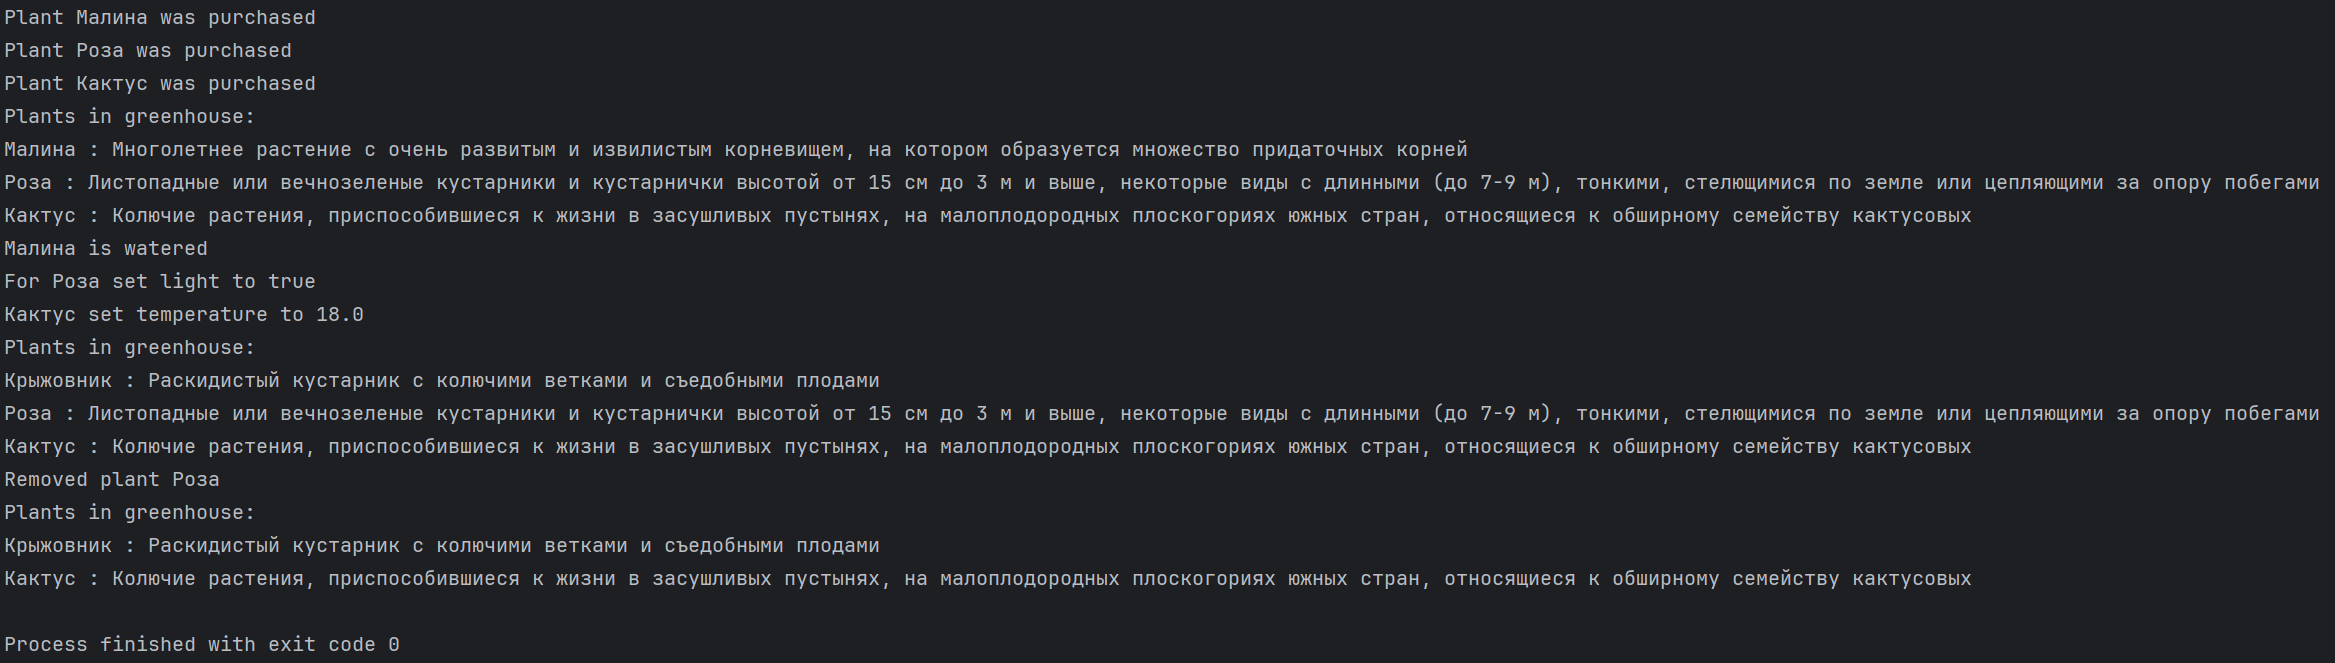 Plant Малина was purchased
Plant Роза was purchased
Plant Кактус was purchased
Plants in greenhouse:
Малина : Многолетнее растение с очень развитым и извилистым корневищем, на котором образуется множество придаточных корней
Роза : Листопадные или вечнозеленые кустарники и кустарнички высотой от 15 см до 3 м и выше, некоторые виды с длинными (до 7-9 м), тонкими, стелющимися по земле или цепляющими за опору побегами
Кактус : Колючие растения, приспособившиеся к жизни в засушливых пустынях, на малоплодородных плоскогориях южных стран, относящиеся к обширному семейству кактусовых
Малина is watered
For Роза set light to true
Кактус set temperature to 18.0
Plants in greenhouse:
Крыжовник : Раскидистый кустарник с колючими ветками и съедобными плодами
Роза : Листопадные или вечнозеленые кустарники и кустарнички высотой от 15 см до 3 м и выше, некоторые виды с длинными (до 7-9 м), тонкими, стелющимися по земле или цепляющими за опору побегами
Кактус : Колючие растения, приспособившиеся к жизни в засушливых пустынях, на малоплодородных плоскогориях южных стран, относящиеся к обширному семейству кактусовых
Removed plant Роза
Plants in greenhouse:
Крыжовник : Раскидистый кустарник с колючими ветками и съедобными плодами
Кактус : Колючие растения, приспособившиеся к жизни в засушливых пустынях, на малоплодородных плоскогориях южных стран, относящиеся к обширному семейству кактусовых
Process finished with exit code 0